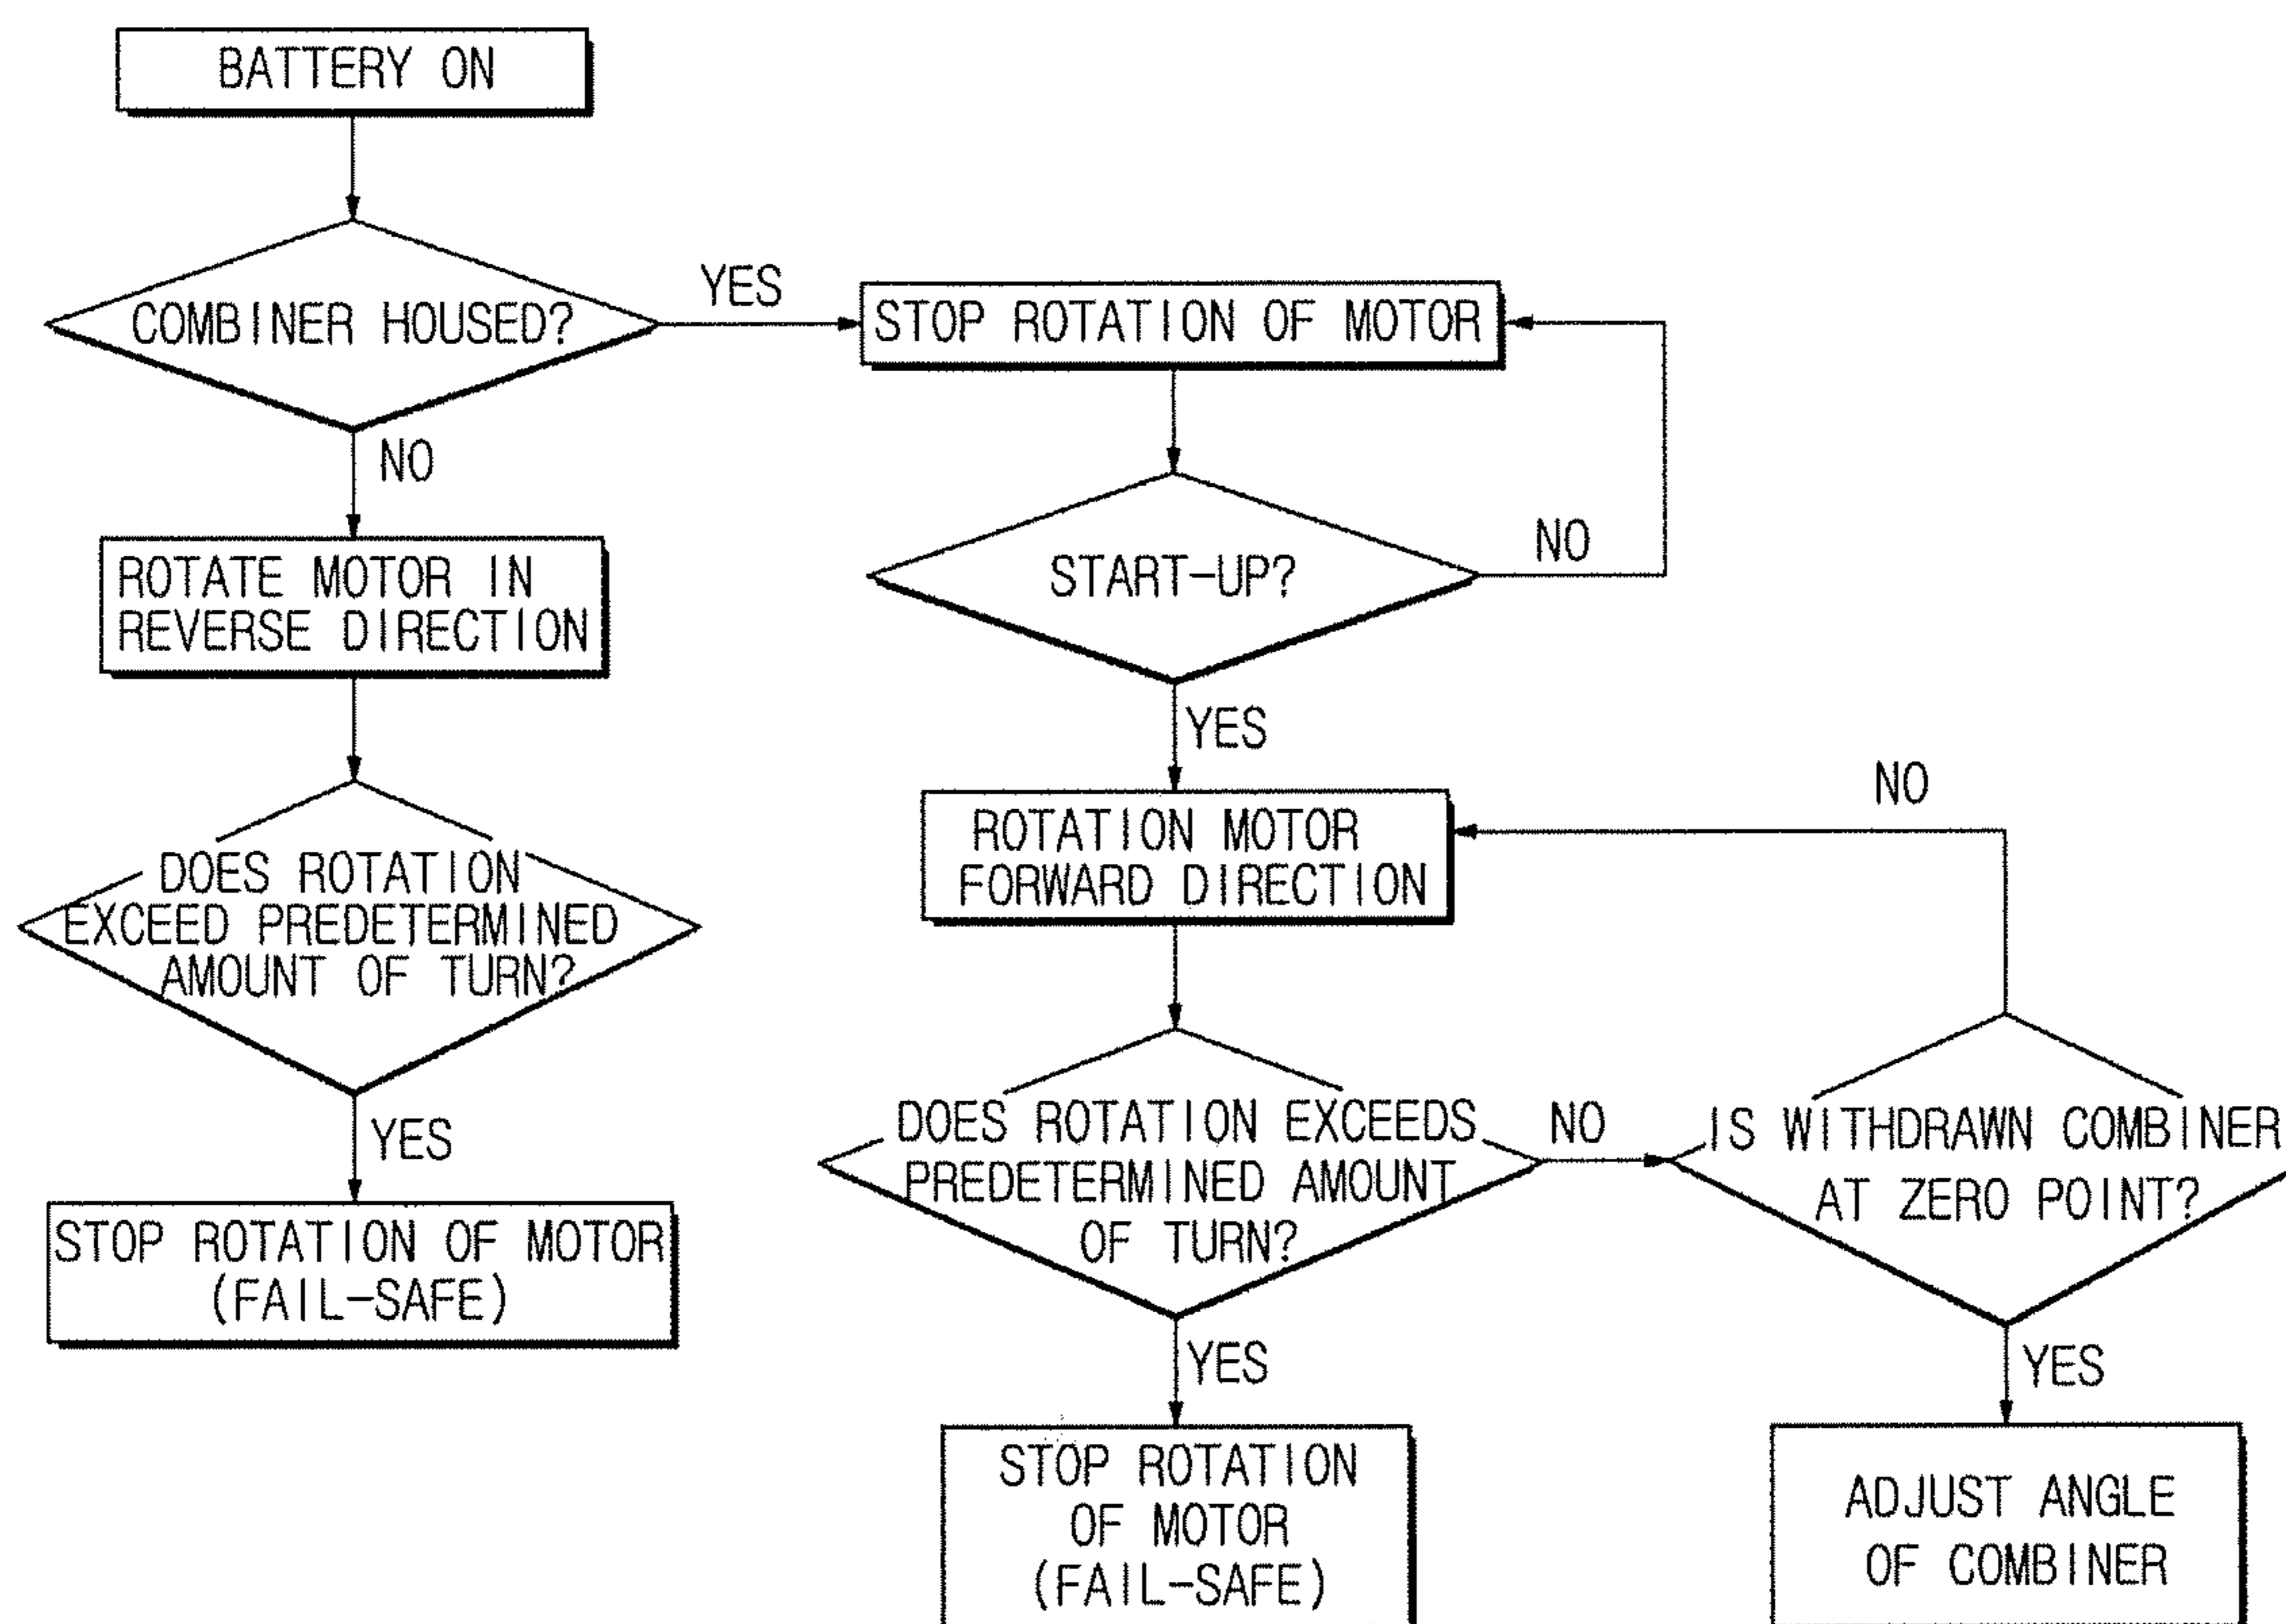 BATTERY ON
COMBINER HOUSED?
YES
STOP ROTATION OF MOTOR
NO
ROTATE MOTOR IN
REVERSE DIRECTION
START-UP?
NO
YES
DOES ROTATION
EXCEED PREDETERMINED
AMOUNT OF TURN?
YES
STOP ROTATION OF MOTOR
(FAIL-SAFE)
ROTATION MOTOR
FORWARD DIRECTION
NO
DOES ROTATION EXCEEDS
PREDETERMINED AMOUNT
OF TURN?
NO
IS WITHDRAWN COMBINER
AT ZERO POINT?
YES
STOP ROTATION
OF MOTOR
(FAIL-SAFE)
YES
ADJUST ANGLE
OF COMBINER